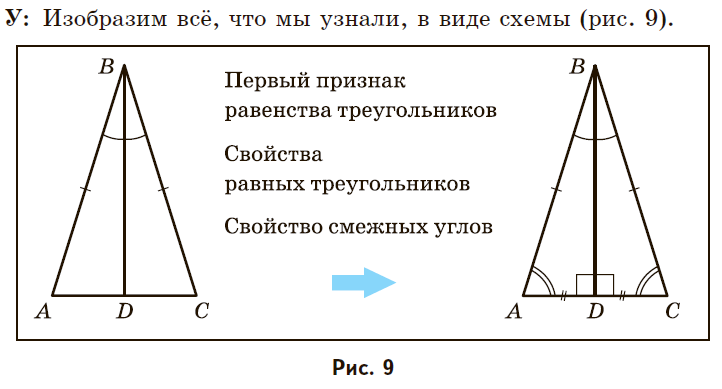 У: Изобразим всё, что мы узнали, в виде схемы (рис. 9).
B
A
D
C
Первый признак
равенства треугольников
Свойства
равных треугольников
Свойство смежных углов
B
A
D
C
Рис. 9